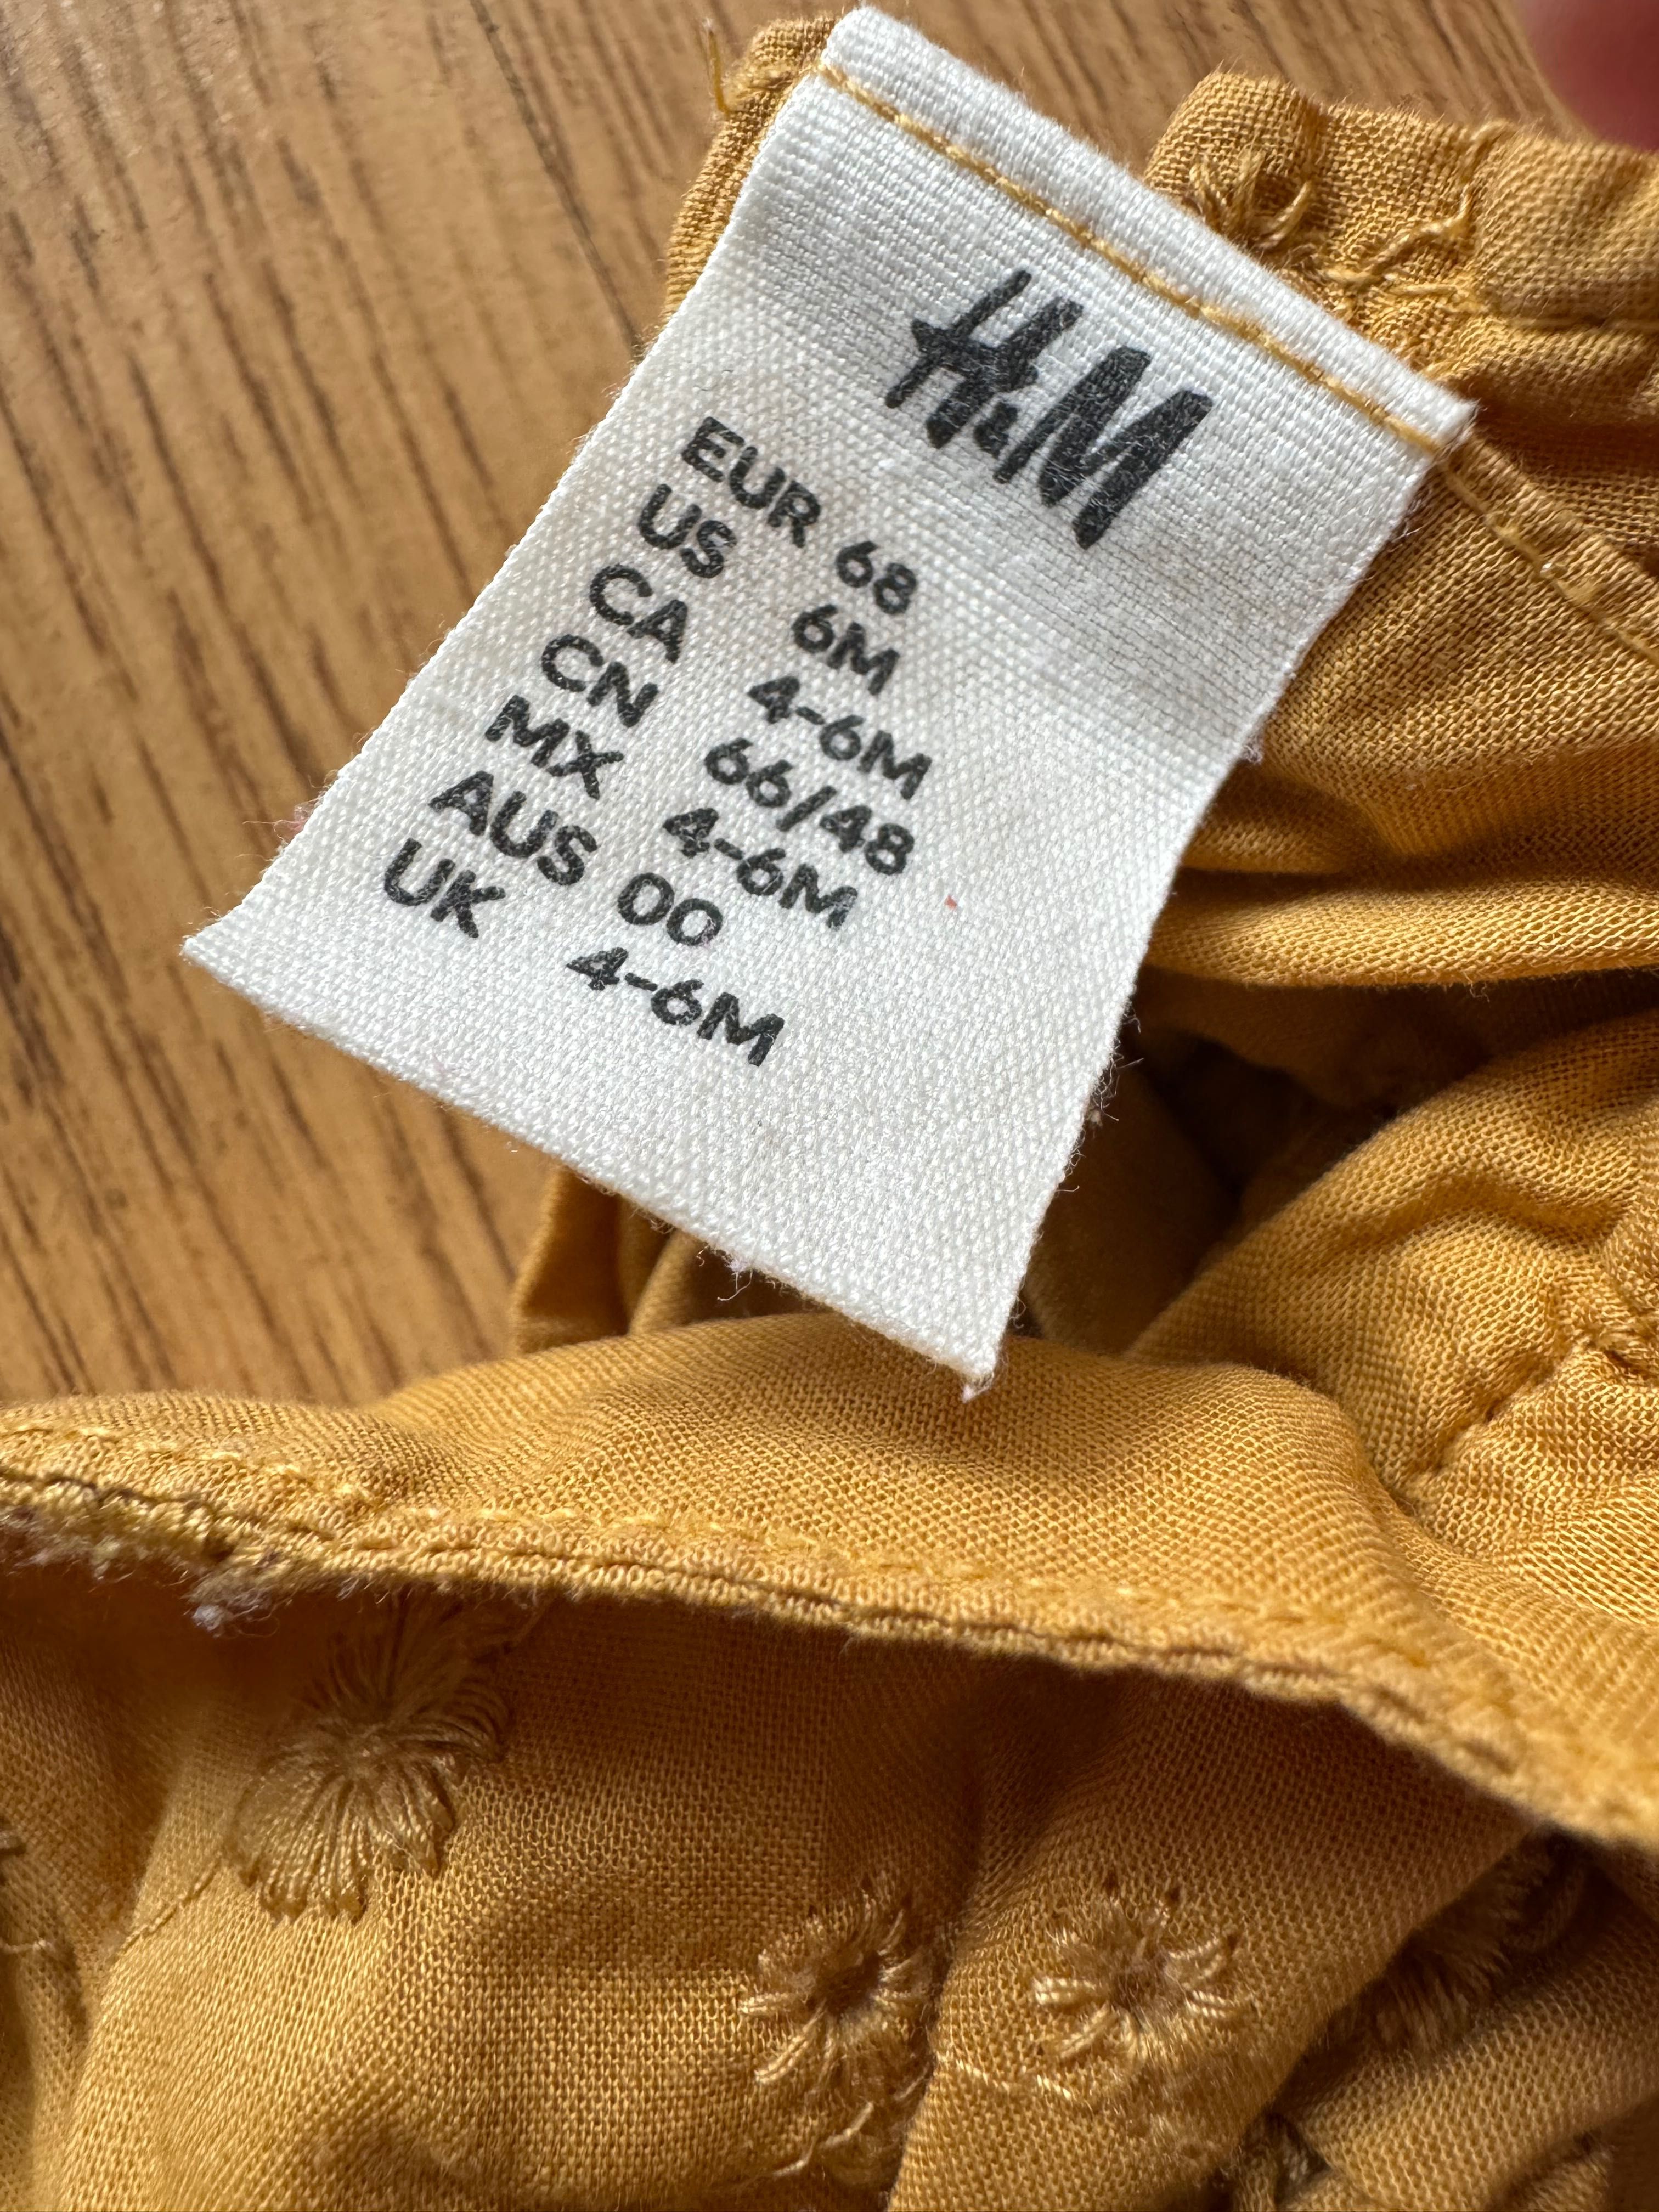 H&M
EUR 68
US 6M
CA 4-6M
CN 66/48
MX 4-6M
AUS 00
UK 4-6M